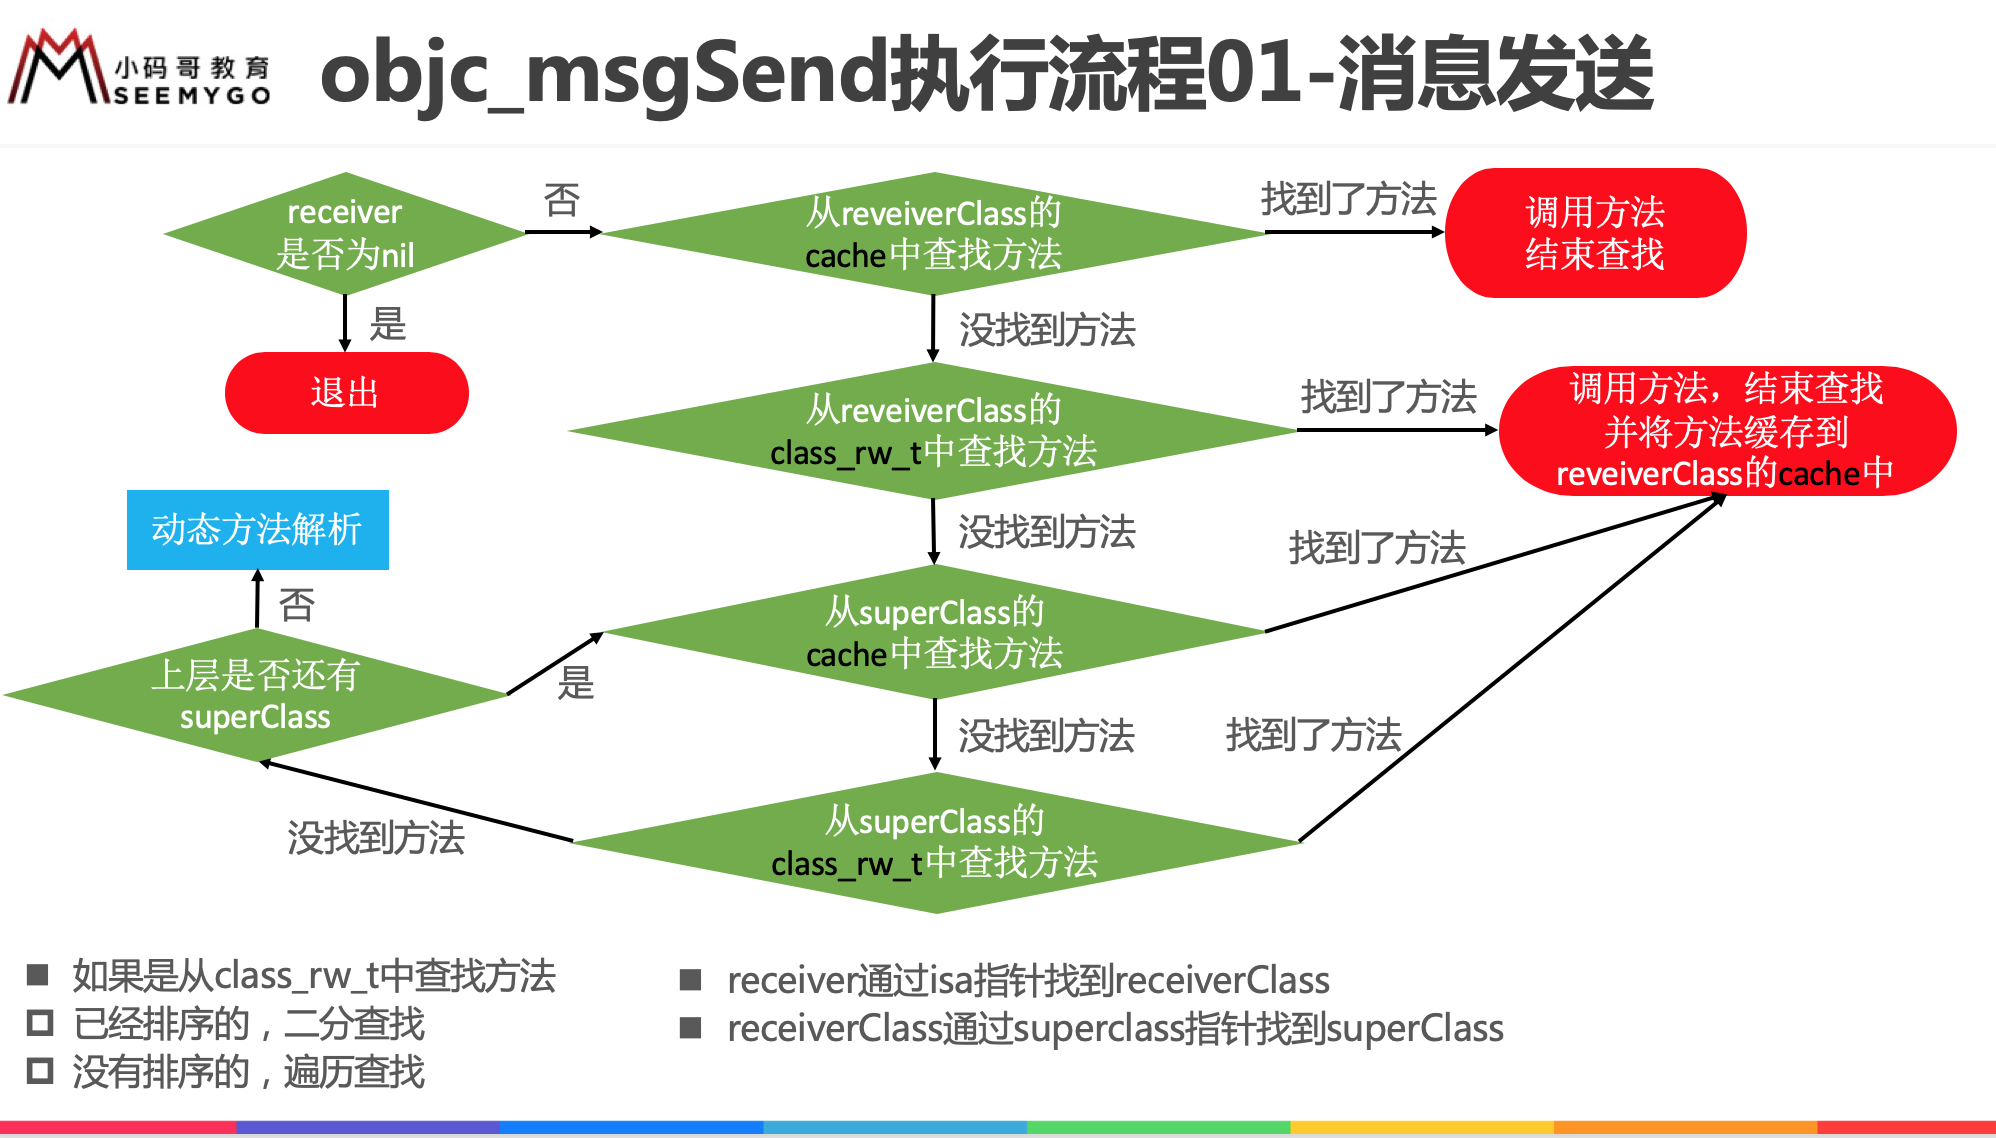 小码哥教育
SEEMYGO
objc_msgSend执行流程01-消息发送
receiver
是否为nil
否
从reveiverClass的
cache中查找方法
找到了方法
调用方法
结束查找
是
没找到方法
退出
从reveiverClass的
class_rw_t中查找方法
找到了方法
调用方法，结束查找
并将方法缓存到
reveiverClass的cache中
动态方法解析
没找到方法
找到了方法
否
从superClass的
cache中查找方法
上层是否还有
superClass
是
没找到方法
找到了方法
从superClass的
class_rw_t中查找方法
没找到方法
如果是从class_rw_t中查找方法
已经排序的，二分查找
没有排序的，遍历查找
receiver通过isa指针找到receiverClass
receiverClass通过superclass指针找到superClass